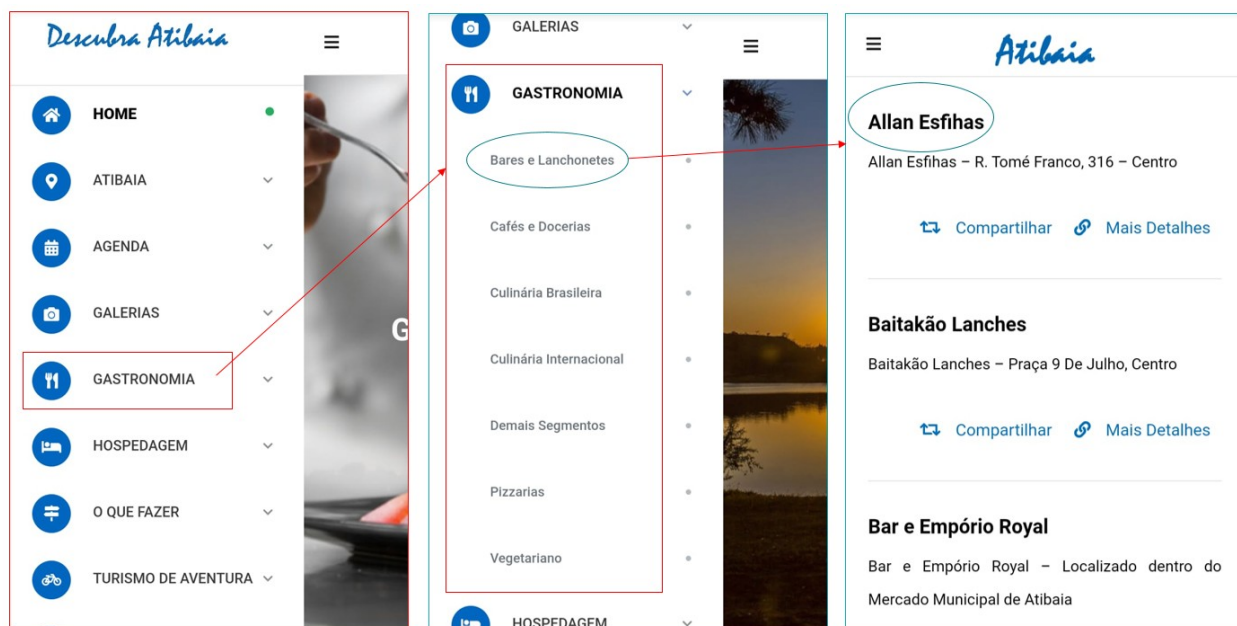 Descubra Atibaia
HOME
ATIBAIA
AGENDA
GALERIAS
GASTRONOMIA
HOSPEDAGEM
O QUE FAZER
TURISMO DE AVENTURA
G
GALERIAS
GASTRONOMIA
Bares e Lanchonetes
Cafés e Docerias
Culinária Brasileira
Culinária Internacional
Demais Segmentos
Pizzarias
Vegetariano
HOSPEDAGEM
Atibaia
Allan Esfihas
Allan Esfihas – R. Tomé Franco, 316 – Centro
Compartilhar Mais Detalhes
Baitakão Lanches
Baitakão Lanches – Praça 9 De Julho, Centro
Compartilhar Mais Detalhes
Bar e Empório Royal
Bar e Empório Royal – Localizado dentro do
Mercado Municipal de Atibaia